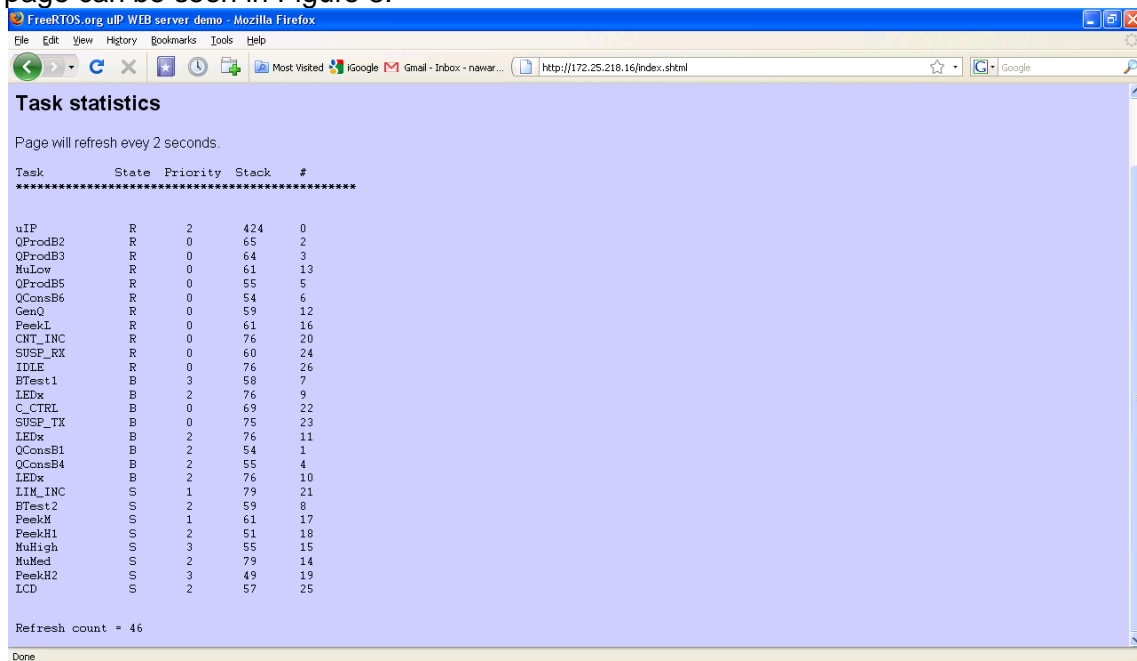 page can be seen in Figure 3.
FreeRTOS.org uIP WEB server demo - Mozilla Firefox
File Edit View History Bookmarks Tools Help
Most Visited iGoogle Gmail - Inbox - nawar... http://172.25.218.16/index.shtml Google
Task statistics
Page will refresh evey 2 seconds.
Task State Priority Stack #
************************************************
uIP R 2 424 0
QProdB2 R 0 65 2
QProdB3 R 0 64 3
MuLow R 0 61 13
QProdB5 R 0 55 5
QConsB6 R 0 54 6
GenQ R 0 59 12
PeekL R 0 61 16
CNT_INC R 0 76 20
SUSP_RX R 0 60 24
IDLE R 0 76 26
BTest1 B 3 58 7
LEDx B 2 76 9
C_CTRL B 0 69 22
SUSP_TX B 0 75 23
LEDx B 2 76 11
QConsB1 B 2 54 1
QConsB4 B 2 55 4
LEDx B 2 76 10
LIM_INC S 1 79 21
BTest2 S 2 59 8
PeekM S 1 61 17
PeekH1 S 2 51 18
MuHigh S 3 55 15
MuMed S 2 79 14
PeekH2 S 3 49 19
LCD S 2 57 25
Refresh count = 46
Done